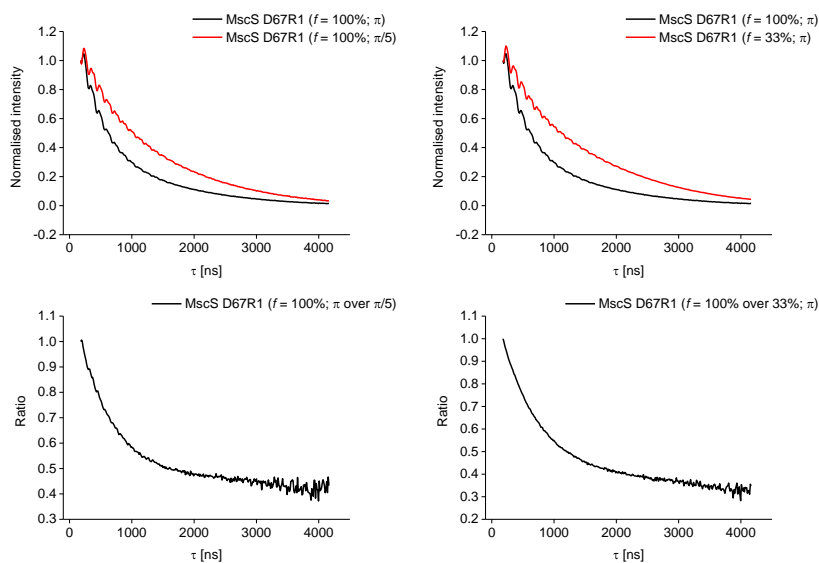 MscS D67R1 (f = 100%; π)
MscS D67R1 (f = 100%; π/5)
1.2
1.0
0.8
0.6
0.4
0.2
0.0
-0.2
Normalised intensity
0 1000 2000 3000 4000
τ [ns]
MscS D67R1 (f = 100%; π)
MscS D67R1 (f = 33%; π)
1.2
1.0
0.8
0.6
0.4
0.2
0.0
-0.2
Normalised intensity
0 1000 2000 3000 4000
τ [ns]
MscS D67R1 (f = 100%; π over π/5)
1.1
1.0
0.9
0.8
0.7
0.6
0.5
0.4
0.3
Ratio
0 1000 2000 3000 4000
τ [ns]
MscS D67R1 (f = 100% over 33%; π)
1.1
1.0
0.9
0.8
0.7
0.6
0.5
0.4
0.3
0.2
Ratio
0 1000 2000 3000 4000
τ [ns]